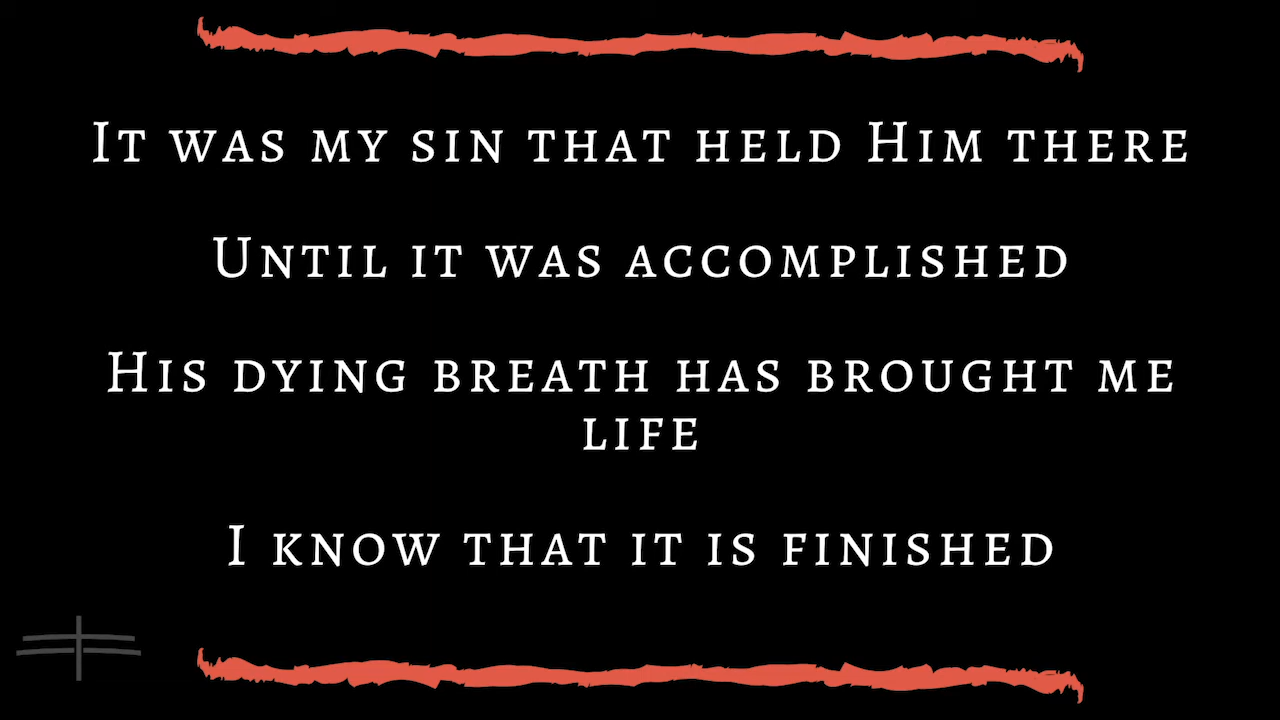 It was my sin that held Him there
Until it was accomplished
His dying breath has brought me
life
I know that it is finished